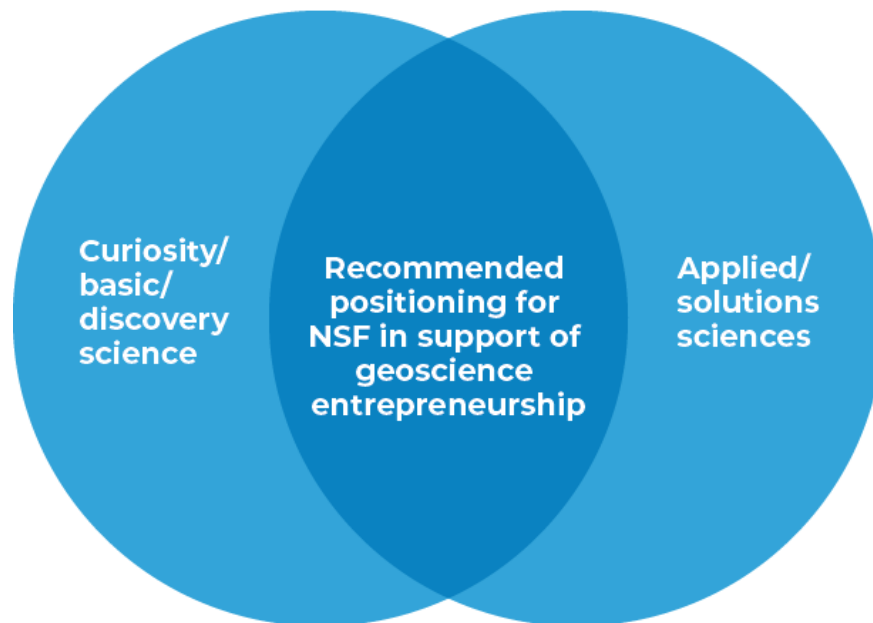 Curiosity/
basic/
discovery
science
Recommended
positioning for
NSF in support of
geoscience
entrepreneurship
Applied/
solutions
sciences